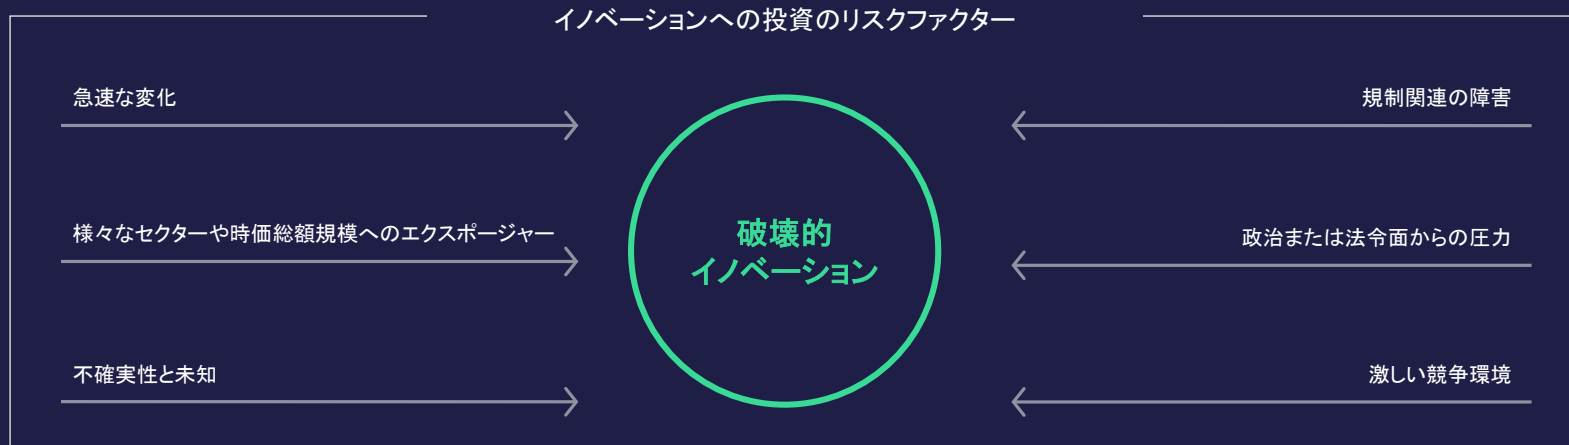 イノベーションへの投資のリスクファクター
急速な変化
様々なセクターや時価総額規模へのエクスポージャー
不確実性と未知
破壊的
イノベーション
規制関連の障害
政治または法令面からの圧力
激しい競争環境